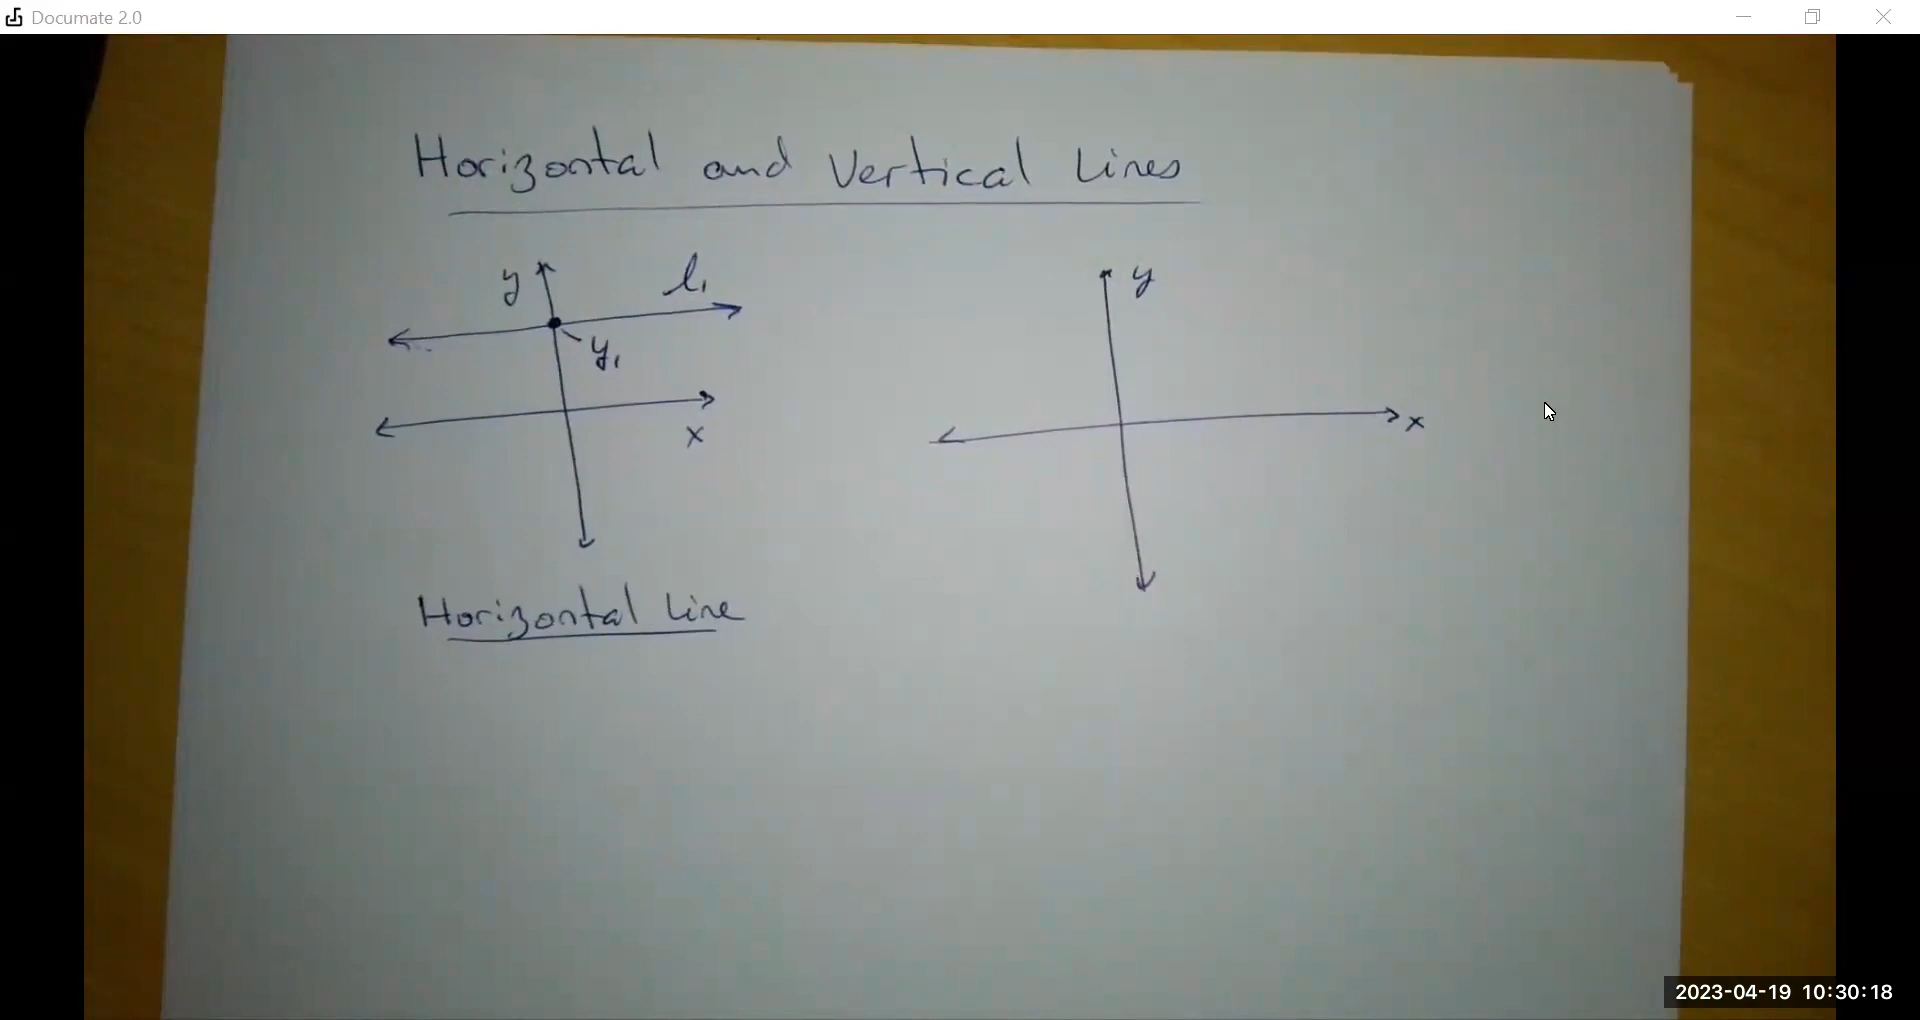 Documate 2.0
Horizontal and Vertical Lines
y
l₁
y₁
x
y
x
Horizontal Line
2023-04-19 10:30:18